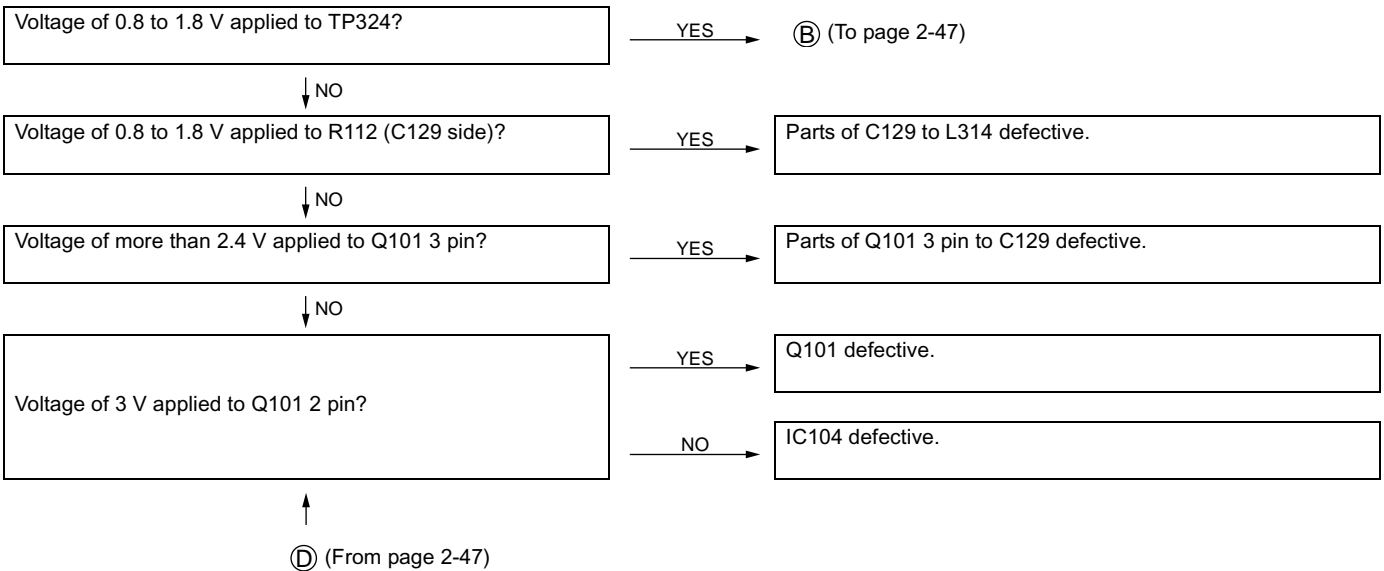 Voltage of 0.8 to 1.8 V applied to TP324?
YES
B (To page 2-47)
NO
Voltage of 0.8 to 1.8 V applied to R112 (C129 side)?
YES
Parts of C129 to L314 defective.
NO
Voltage of more than 2.4 V applied to Q101 3 pin?
YES
Parts of Q101 3 pin to C129 defective.
NO
Voltage of 3 V applied to Q101 2 pin?
YES
Q101 defective.
NO
IC104 defective.
D (From page 2-47)